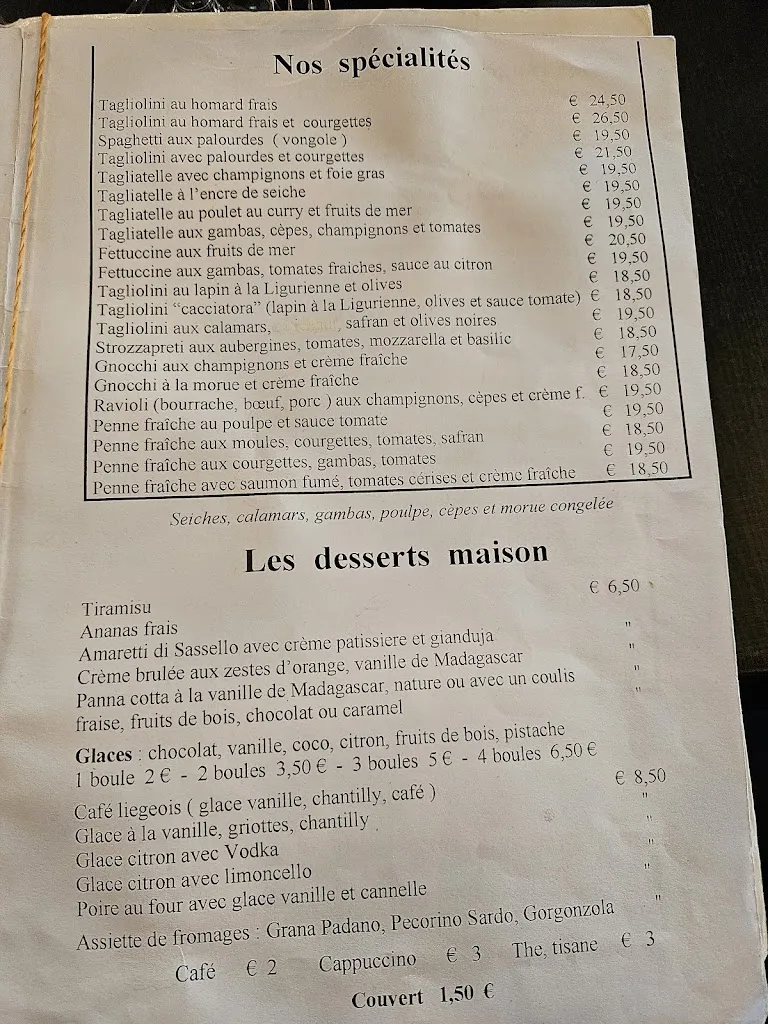 Nos spécialités
Tagliolini au homard frais € 24,50
Tagliolini au homard frais et courgettes € 26,50
Spaghetti aux palourdes ( vongole ) € 19,50
Tagliolini avec palourdes et courgettes € 21,50
Tagliatelle avec champignons et foie gras € 19,50
Tagliatelle à l'encre de seiche € 19,50
Tagliatelle au poulet au curry et fruits de mer € 19,50
Tagliatelle aux gambas, cèpes, champignons et tomates € 19,50
Fettuccine aux fruits de mer € 20,50
Fettuccine aux gambas, tomates fraiches, sauce au citron € 19,50
Tagliolini au lapin à la Ligurienne et olives € 18,50
Tagliolini “cacciatora” (lapin à la Ligurienne, olives et sauce tomate) € 18,50
Tagliolini aux calamars, , safran et olives noires € 19,50
Strozzapreti aux aubergines, tomates, mozzarella et basilic € 18,50
Gnocchi aux champignons et crème fraîche € 17,50
Gnocchi à la morue et crème fraîche € 18,50
Ravioli (bourrache, bœuf, porc ) aux champignons, cèpes et crème f. € 19,50
Penne fraîche au poulpe et sauce tomate € 19,50
Penne fraîche aux moules, courgettes, tomates, safran € 18,50
Penne fraîche aux courgettes, gambas, tomates € 19,50
Penne fraîche avec saumon fumé, tomates cérises et crème fraîche € 18,50
Seiches, calamars, gambas, poulpe, cèpes et morue congelée
Les desserts maison
Tiramisu € 6,50
Ananas frais "
Amaretti di Sassello avec crème patissiere et gianduja "
Crème brulée aux zestes d'orange, vanille de Madagascar "
Panna cotta à la vanille de Madagascar, nature ou avec un coulis "
fraise, fruits de bois, chocolat ou caramel
Glaces : chocolat, vanille, coco, citron, fruits de bois, pistache
1 boule 2 € - 2 boules 3,50 € - 3 boules 5 € - 4 boules 6,50 €
Café liegeois ( glace vanille, chantilly, café ) € 8,50
Glace à la vanille, griottes, chantilly "
Glace citron avec Vodka "
Glace citron avec limoncello "
Poire au four avec glace vanille et cannelle "
Assiette de fromages : Grana Padano, Pecorino Sardo, Gorgonzola "
Café € 2 Cappuccino € 3 The, tisane € 3
Couvert 1,50 €